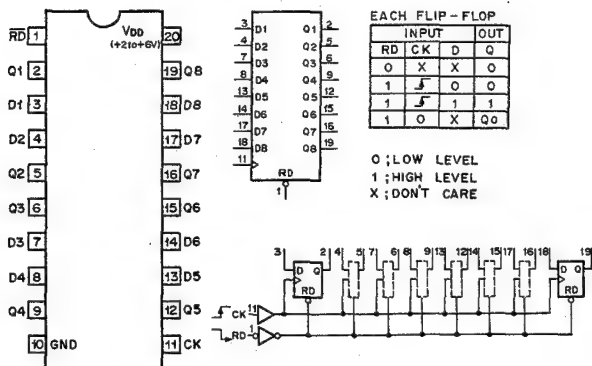 RD 1
Q1 2
D1 3
D2 4
Q2 5
Q3 6
D3 7
D4 8
Q4 9
10 GND
VDD
(+2to+6V)
20
19 Q8
18 D8
17 D7
16 Q7
15 Q6
14 D6
13 D5
12 Q5
11 CK
3 D1 Q1 2
4 D2 Q2 5
7 D3 Q3 6
8 D4 Q4 9
13 D5 Q5 12
14 D6 Q6 15
17 D7 Q7 16
18 D8 Q8 19
11
RD
1
EACH FLIP-FLOP
INPUT OUT
RD CK D Q
0 X X 0
1 0 0
1 1 1
1 0 X Qo
0 ; LOW LEVEL
1 ; HIGH LEVEL
X ; DON'T CARE
3 2 4 5 7 6 8 9 13 12 14 15 17 16 18 19
D Q
RD
D Q
RD
CK 11
RD 1